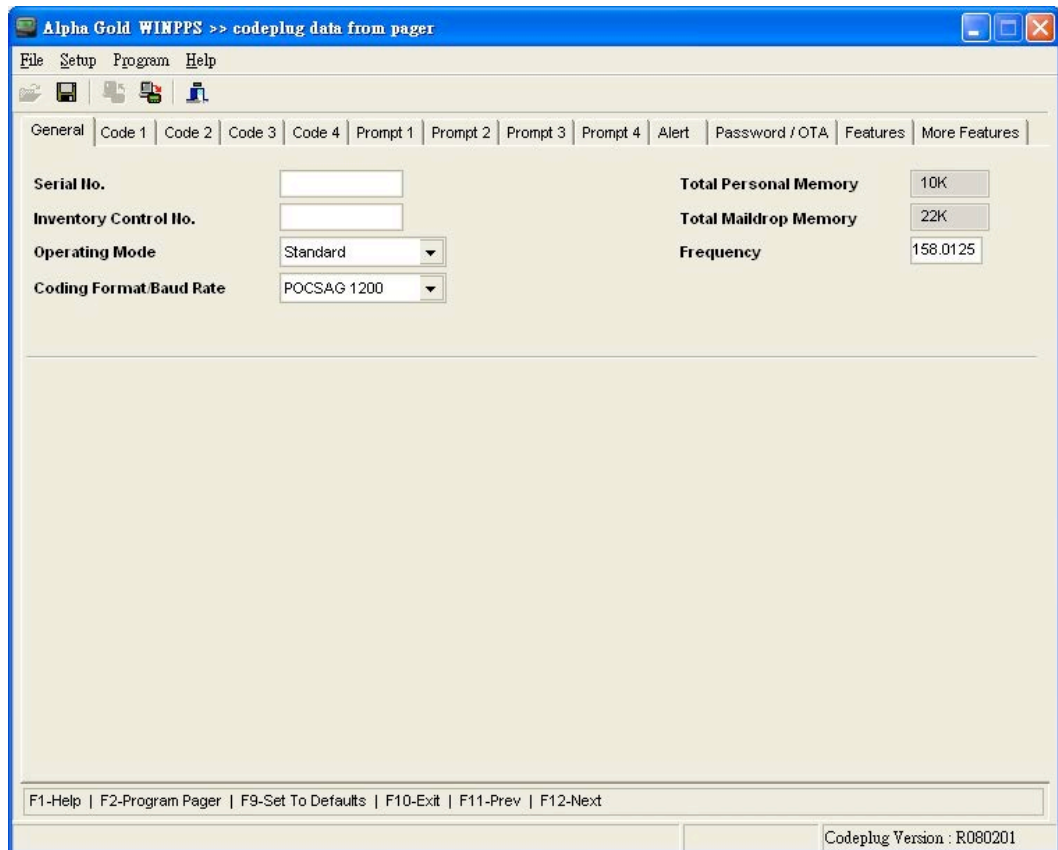 Alpha Gold WINPPS >> codeplug data from pager
File Setup Program Help
General Code 1 Code 2 Code 3 Code 4 Prompt 1 Prompt 2 Prompt 3 Prompt 4 Alert Password / OTA Features More Features
Serial No. Total Personal Memory 10K
Inventory Control No. Total Maildrop Memory 22K
Operating Mode Standard Frequency 158.0125
Coding Format/Baud Rate POCSAG 1200
F1-Help | F2-Program Pager | F9-Set To Defaults | F10-Exit | F11-Prev | F12-Next
Codeplug Version : R080201